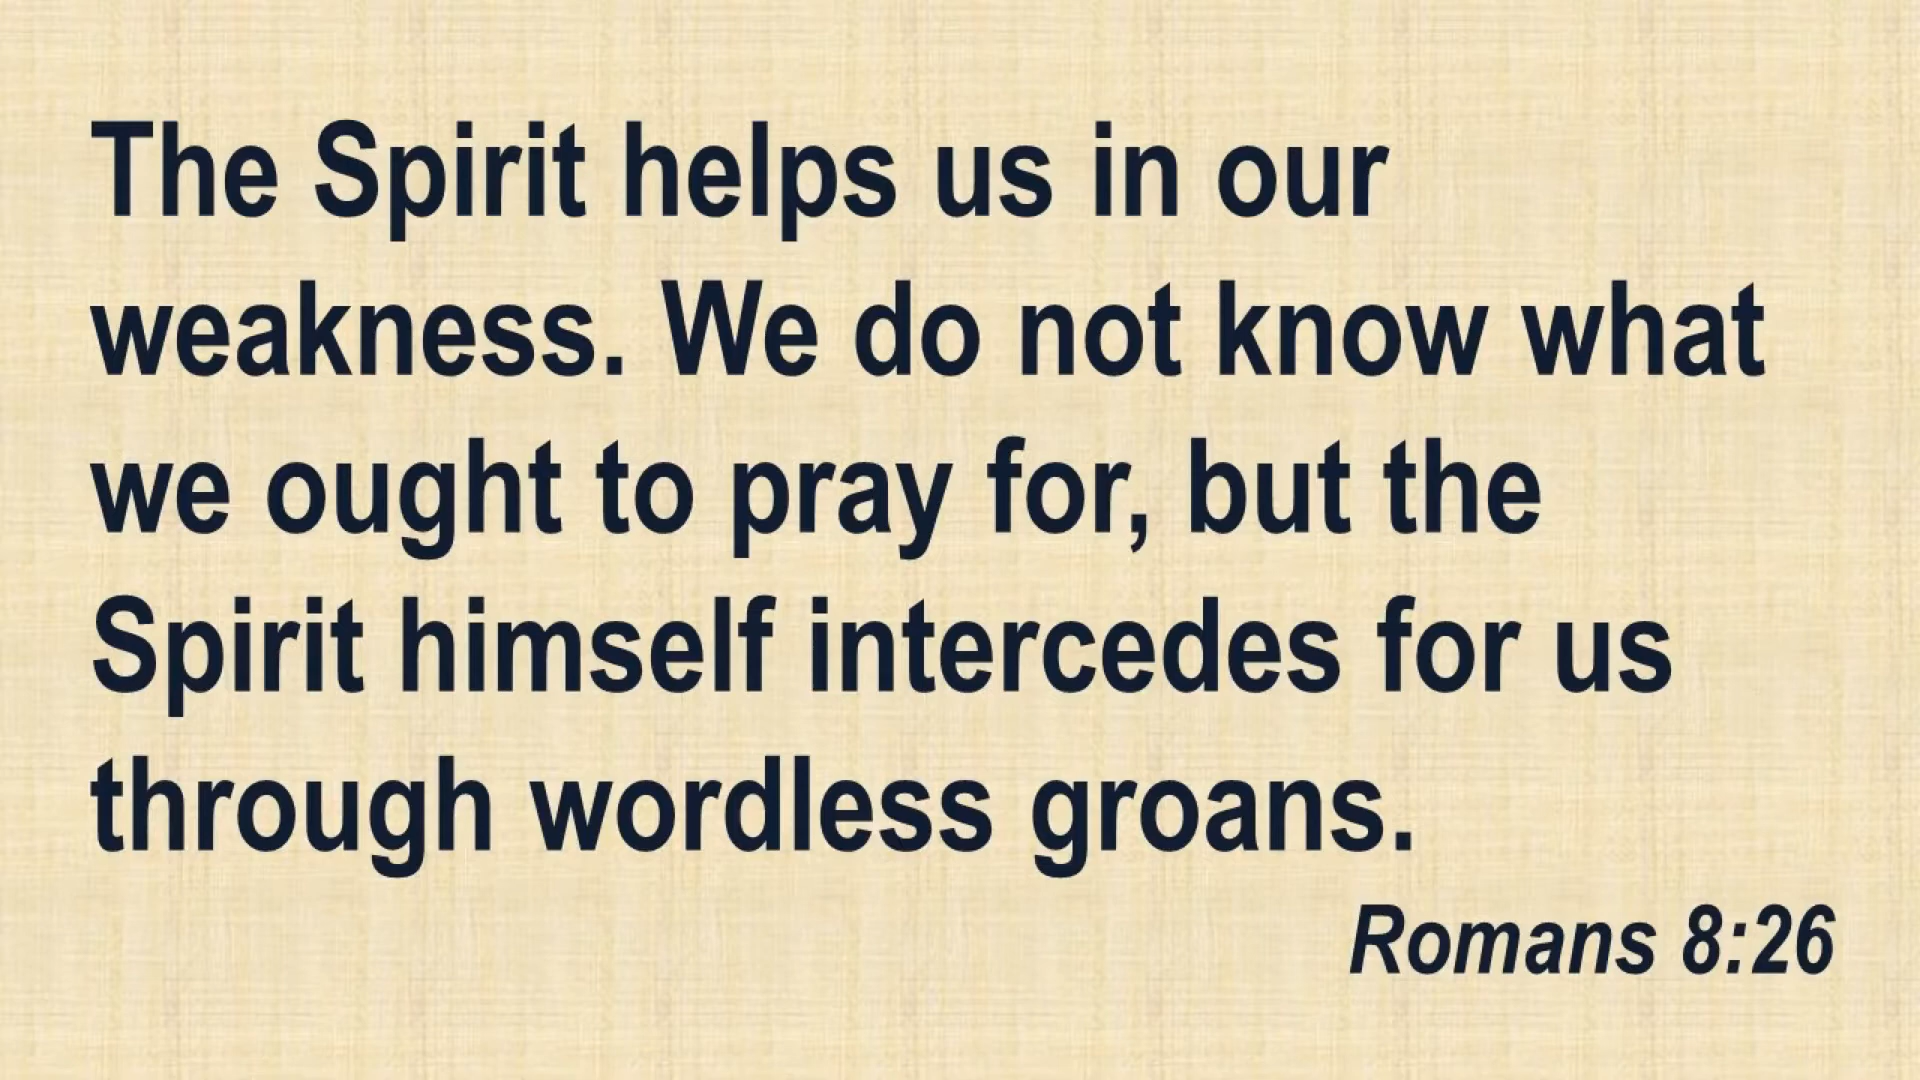 The Spirit helps us in our
weakness. We do not know what
we ought to pray for, but the
Spirit himself intercedes for us
through wordless groans.
Romans 8:26